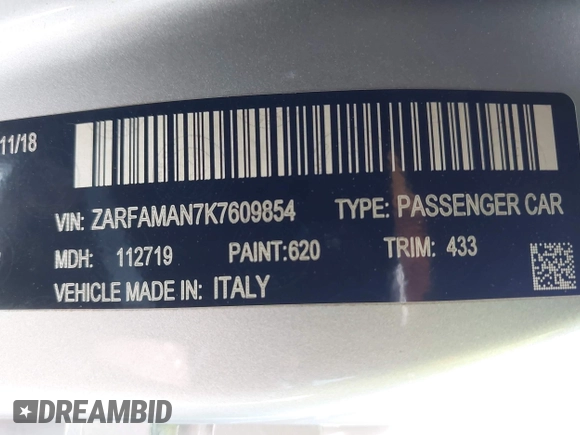 11/18
VIN: ZARFAMAN7K7609854 TYPE: PASSENGER CAR
MDH: 112719 PAINT:620 TRIM: 433
VEHICLE MADE IN: ITALY
DREAMBID